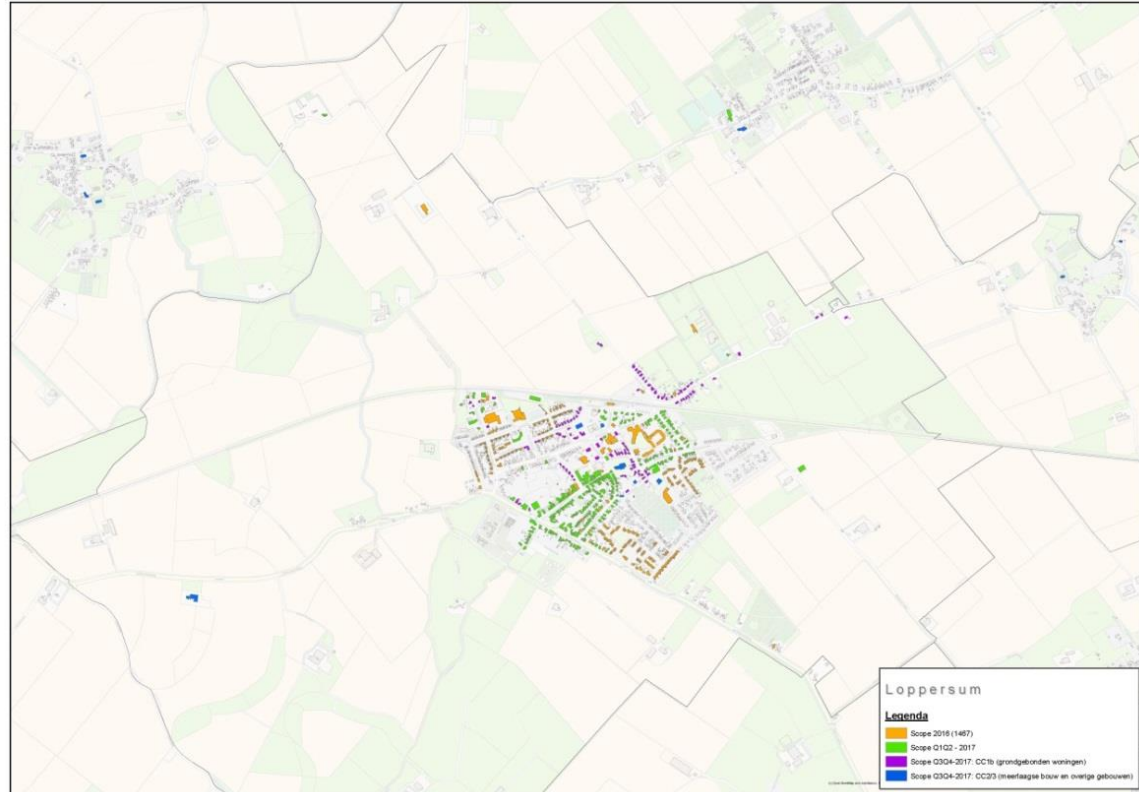 Loppersum
Legenda
Scope 2016 (1467)
Scope Q1Q2 - 2017
Scope Q3Q4-2017: CC1b (grondgebonden woningen)
Scope Q3Q4-2017: CC2/3 (meerlaagse bouw en overige gebouwen)